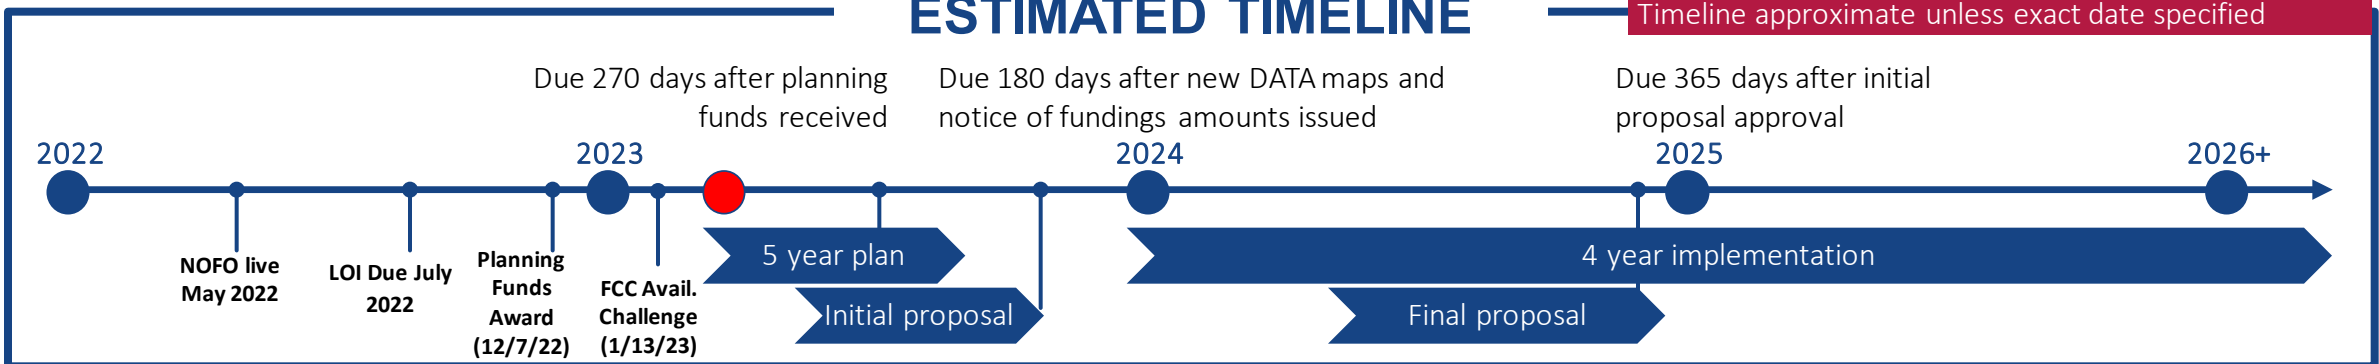 ESTIMATED TIMELINE
Timeline approximate unless exact date specified
Due 270 days after planning
funds received
Due 180 days after new DATA maps and
notice of fundings amounts issued
Due 365 days after initial
proposal approval
2022
2023
2024
2025
2026+
NOFO live
May 2022
LOI Due July
2022
Planning
Funds
Award
(12/7/22)
FCC Avail.
Challenge
(1/13/23)
5 year plan
4 year implementation
Initial proposal
Final proposal